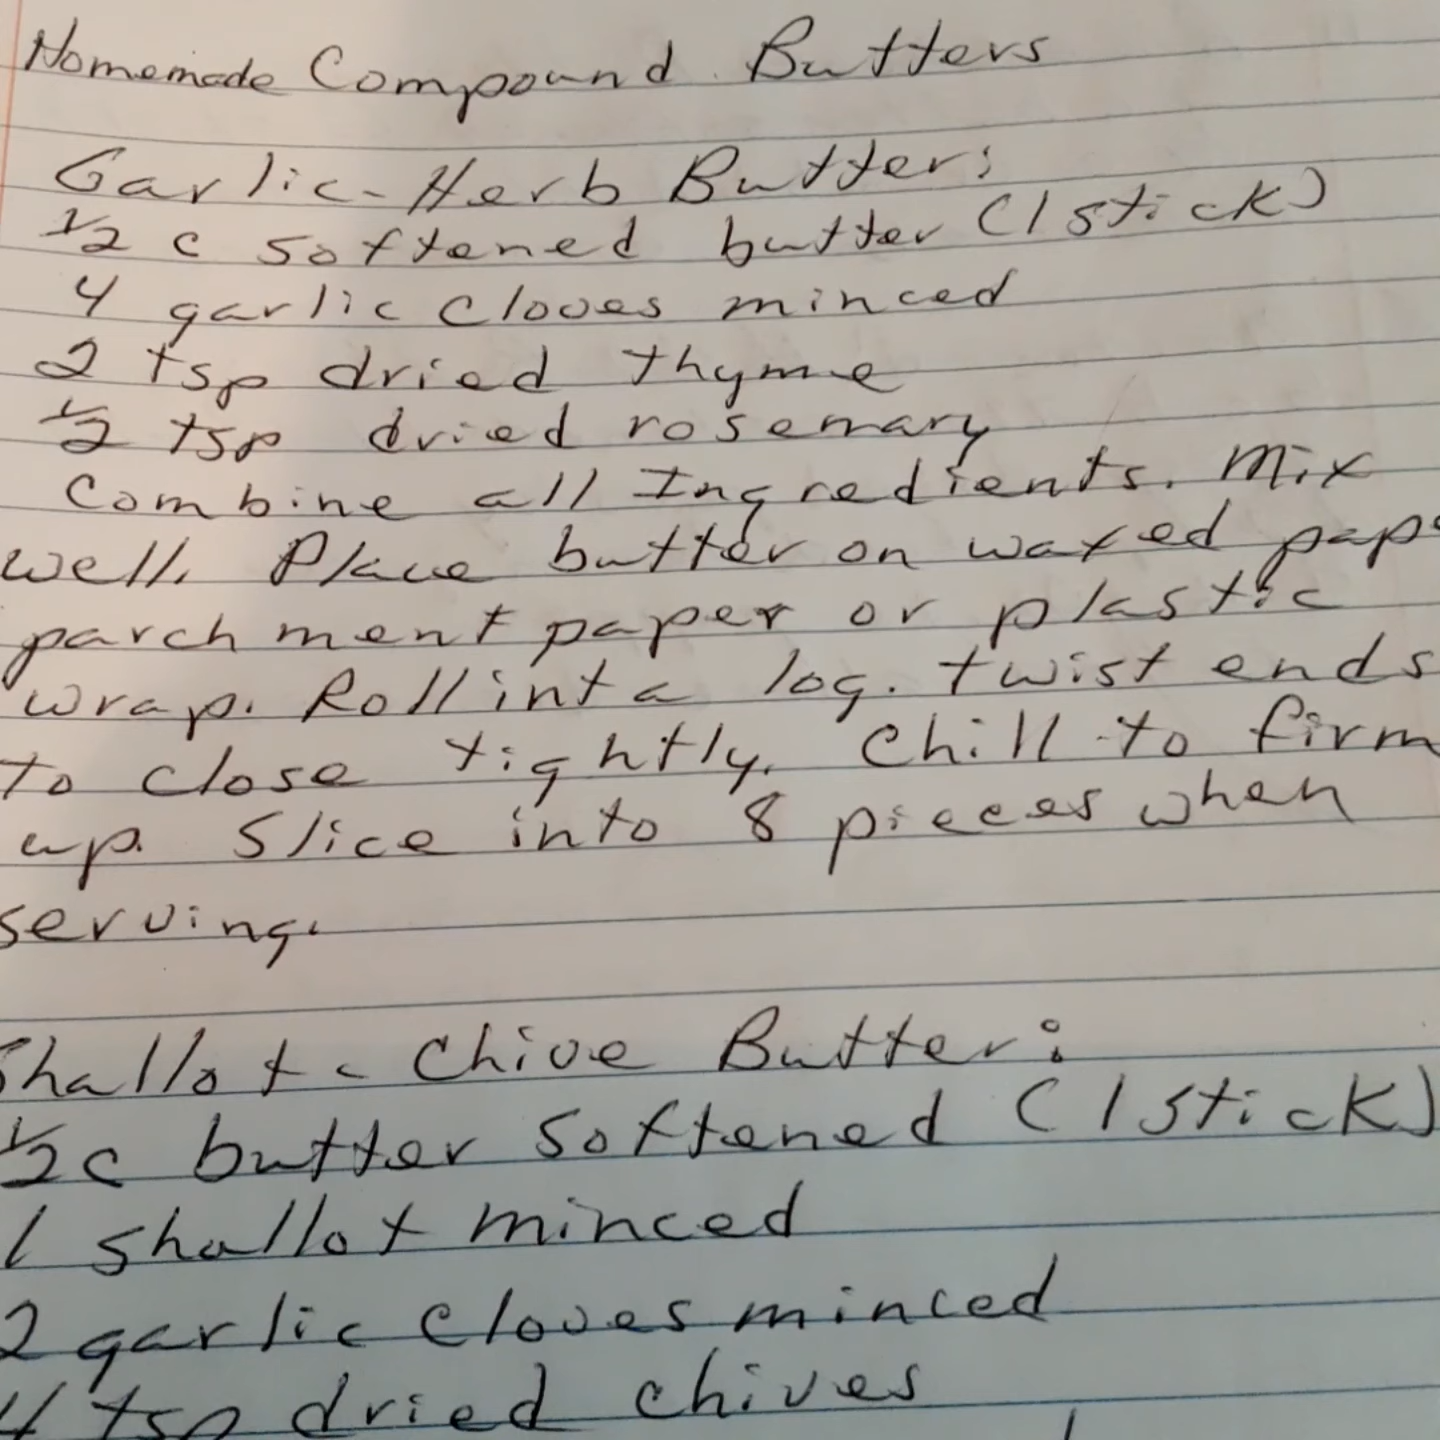 Homemade Compound Butters
Garlic-Herb Butter:
1/2 c softened butter (1 stick)
4 garlic cloves minced
2 tsp dried thyme
1/2 tsp dried rosemary
Combine all Ingredients. Mix
well. Place butter on waxed pape
parchment paper or plastic
wrap. Roll into a log. twist ends
to close tightly. Chill to firm
up. Slice into 8 pieces when
serving.
Shallot-Chive Butter:
1/2 c butter softened (1 stick)
1 shallot minced
2 garlic cloves minced
4 tsp dried chives